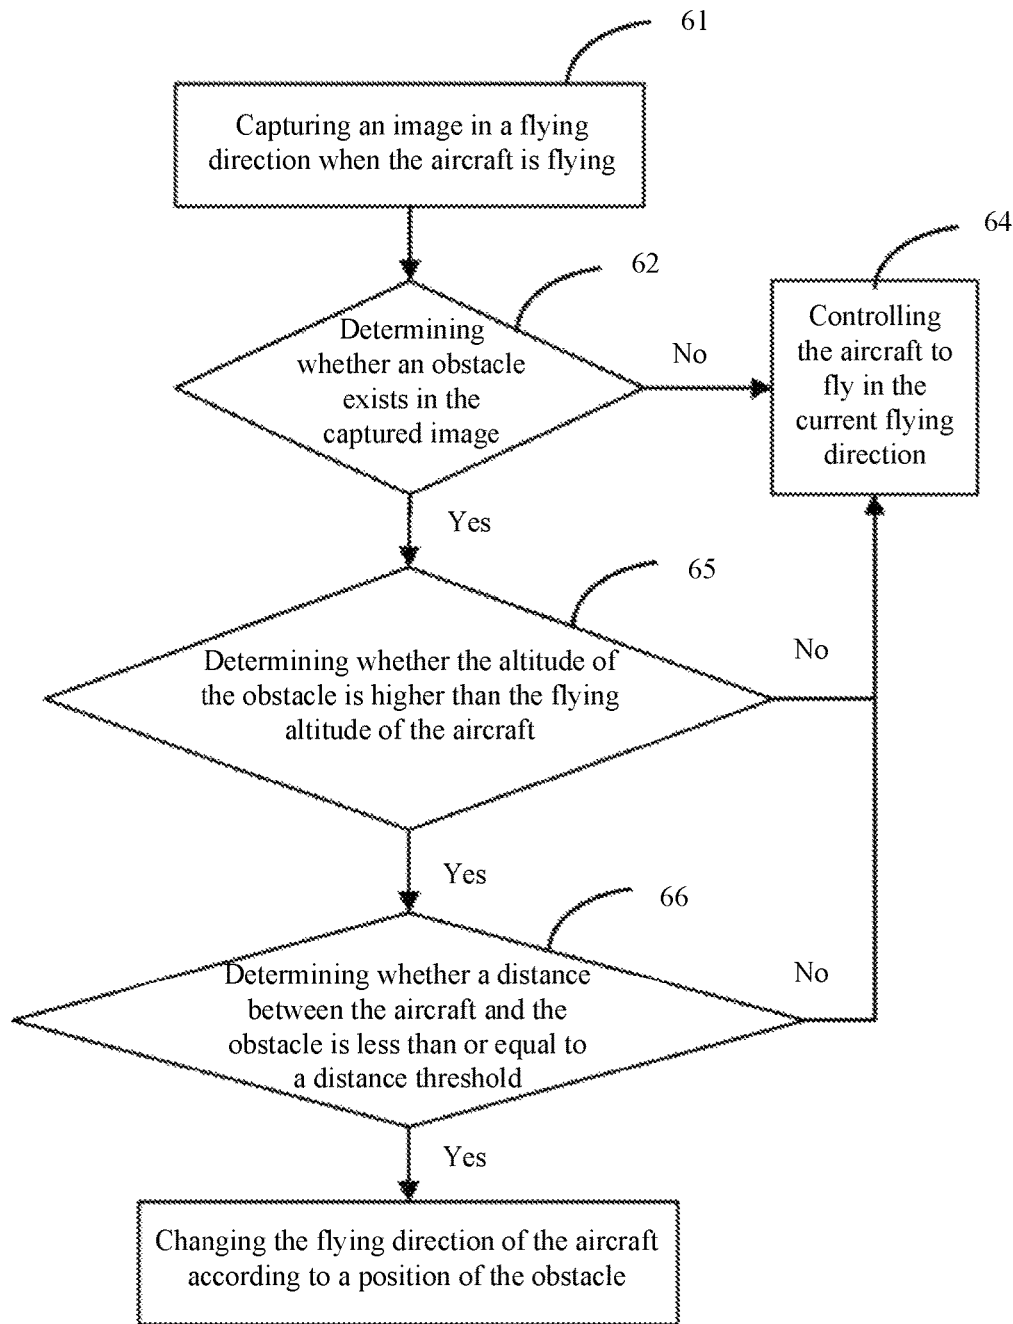 61
Capturing an image in a flying
direction when the aircraft is flying
64
62
Determining
whether an obstacle
exists in the
captured image
No
Controlling
the aircraft to
fly in the
current flying
direction
Yes
65
Determining whether the altitude of
the obstacle is higher than the flying
altitude of the aircraft
No
Yes
66
Determining whether a distance
between the aircraft and the
obstacle is less than or equal to
a distance threshold
No
Yes
Changing the flying direction of the aircraft
according to a position of the obstacle